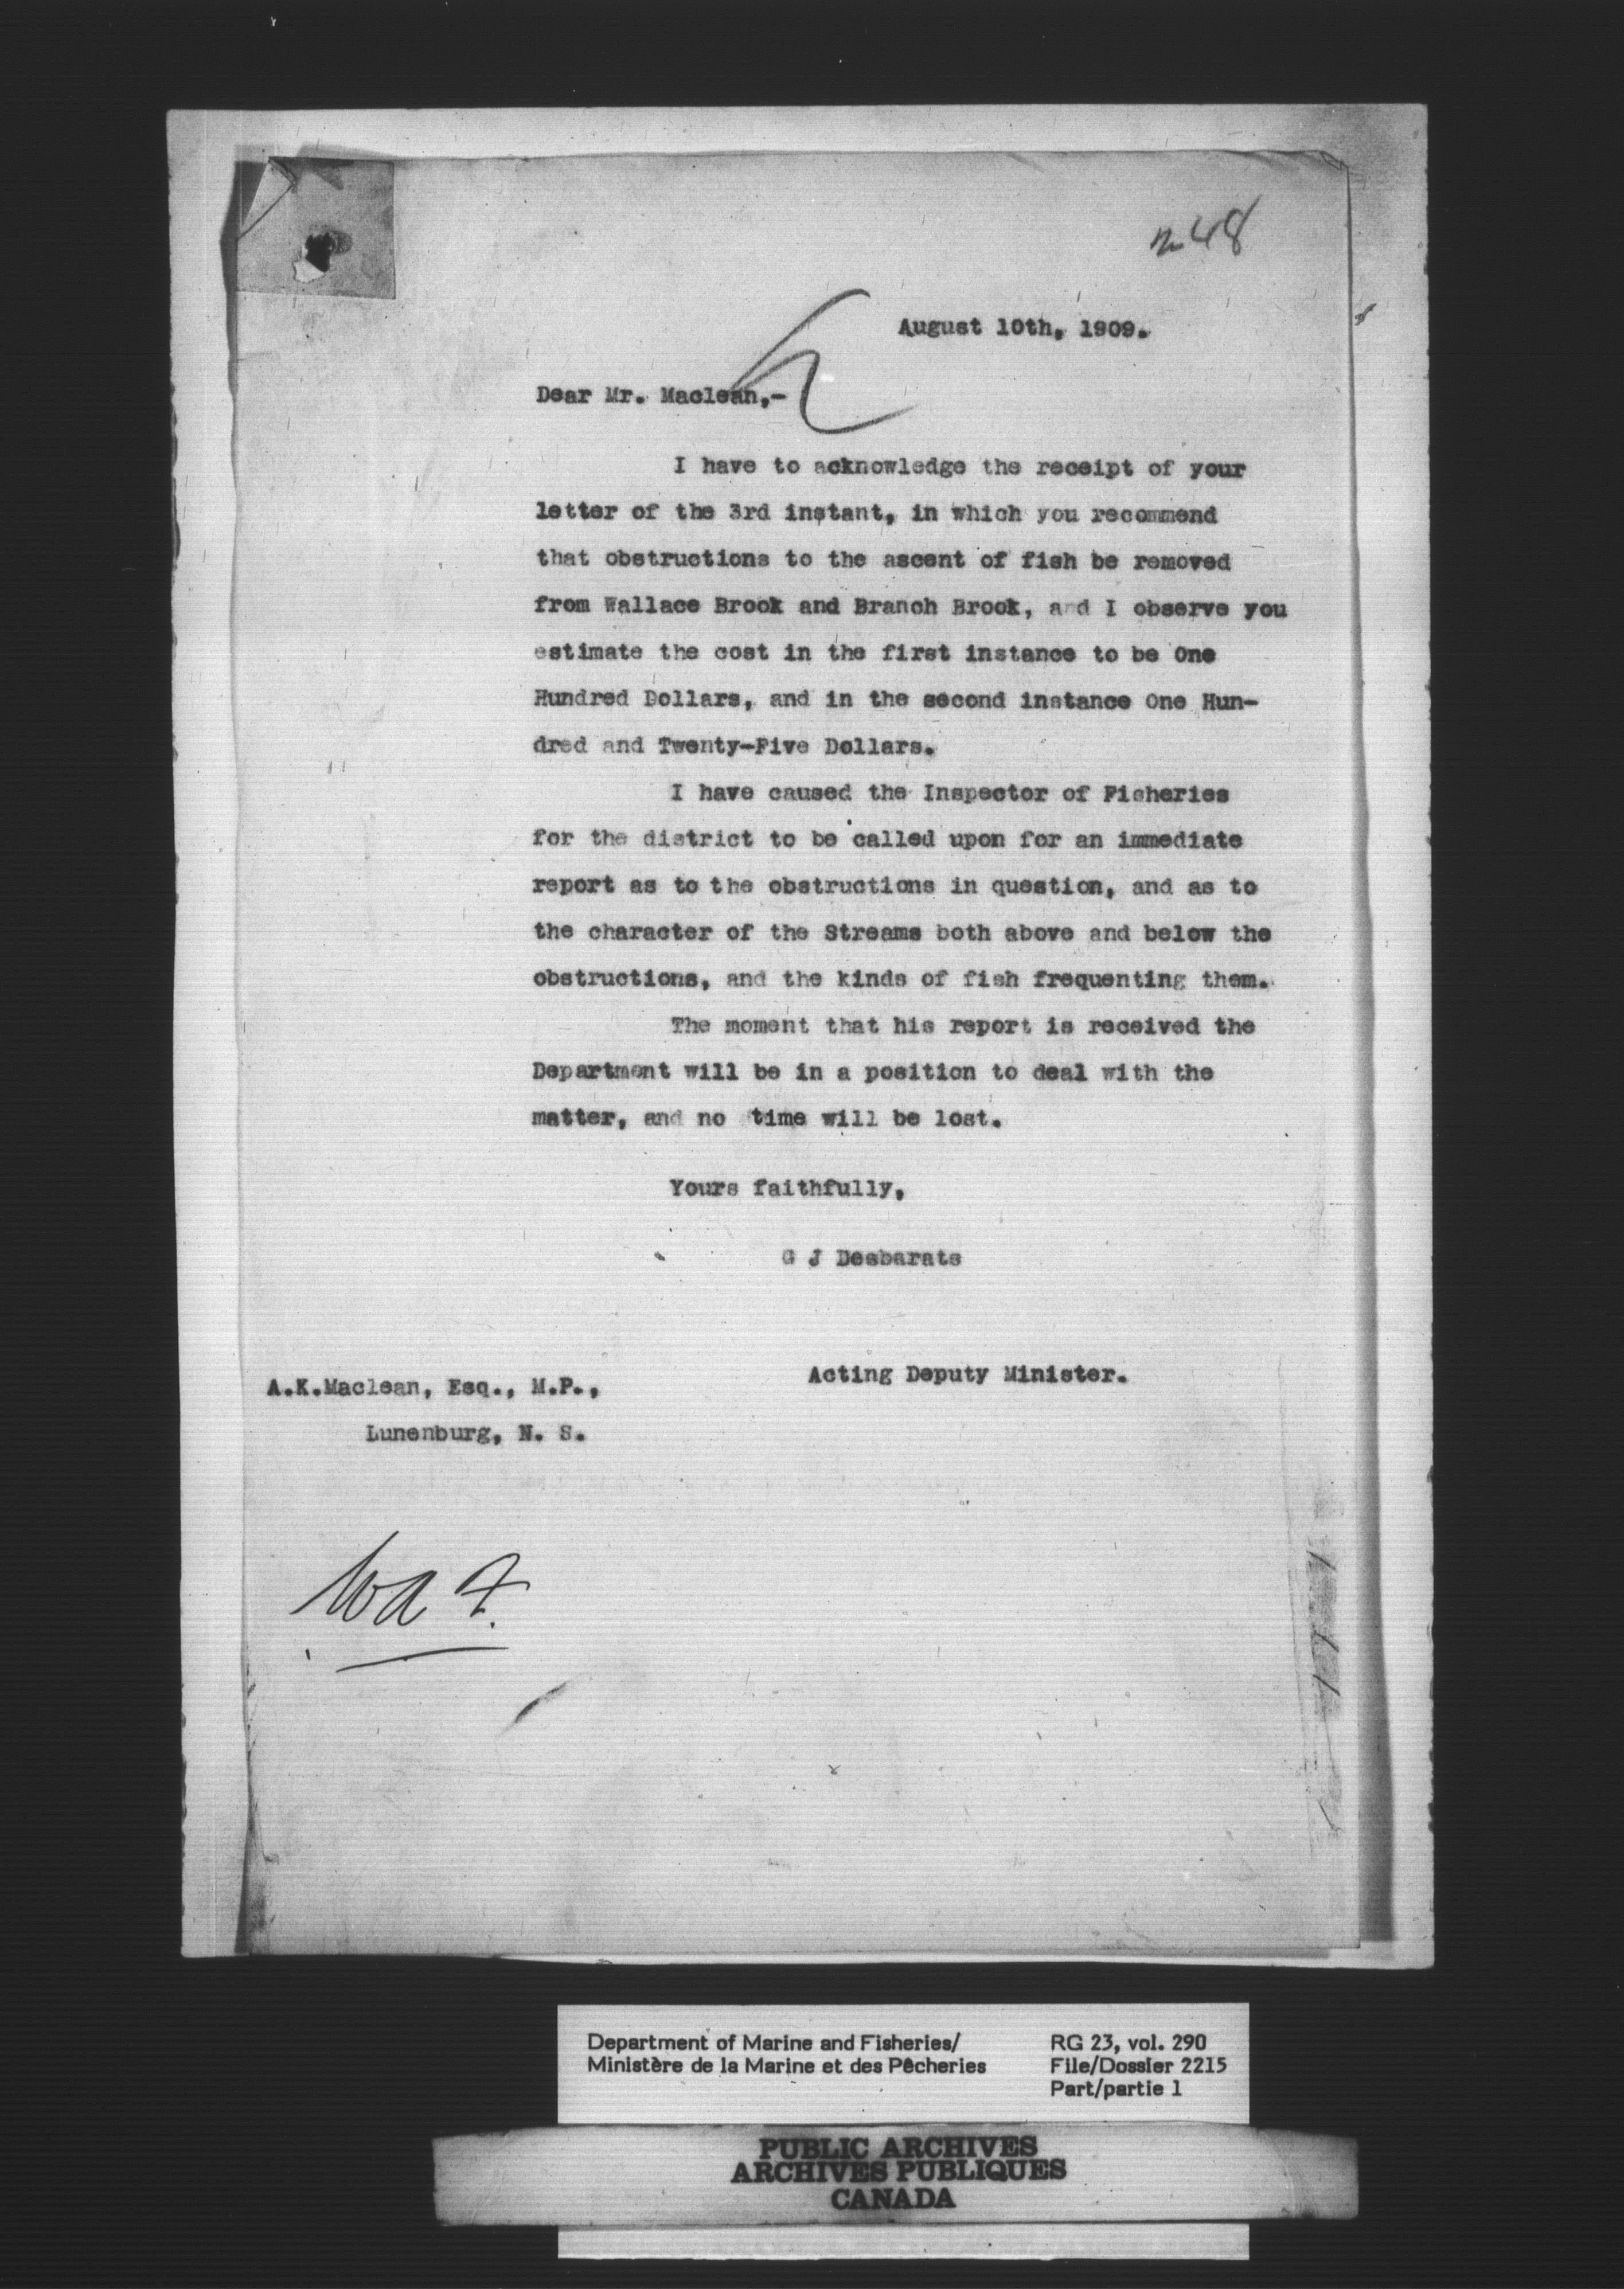 48
August 10th, 1909.
Dear Mr. Maclean,-
I have to acknowledge the receipt of your
letter of the 3rd instant, in which you recommend
that obstructions to the ascent of fish be removed
from Wallace Brook and Branch Brook, and I observe you
estimate the cost in the first instance to be One
Hundred Dollars, and in the second instance One Hun-
dred and Twenty-Five Dollars.
I have caused the Inspector of Fisheries
for the district to be called upon for an immediate
report as to the obstructions in question, and as to
the character of the Streams both above and below the
obstructions, and the kinds of fish frequenting them.
The moment that his report is received the
Department will be in a position to deal with the
matter, and no time will be lost.
Yours faithfully,
G J Desbarats
Acting Deputy Minister.
A.K.Maclean, Esq., M.P.,
Lunenburg, N. S.
Department of Marine and Fisheries/
Ministère de la Marine et des Pêcheries
RG 23, vol. 290
File/Dossier 2215
Part/partie 1
PUBLIC ARCHIVES
ARCHIVES PUBLIQUES
CANADA